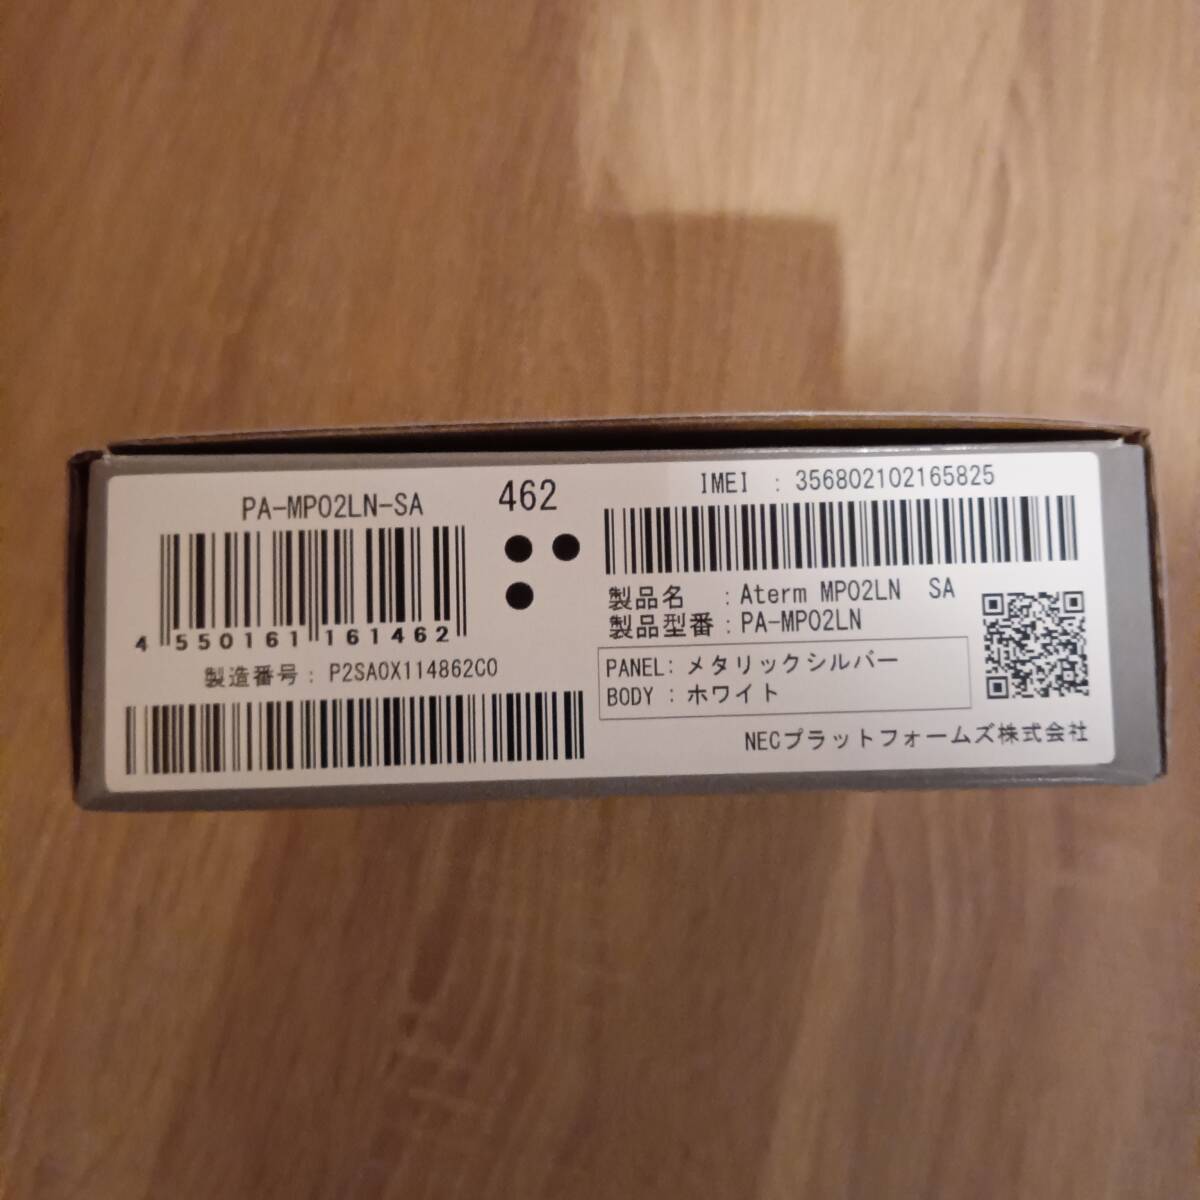 PA-MP02LN-SA
462
4 550161 161462
製造番号: P2SA0X114862C0
IMEI : 356802102165825
製品名 :Aterm MP02LN SA
製品型番:PA-MP02LN
PANEL: メタリックシルバー
BODY : ホワイト
NECプラットフォームズ株式会社